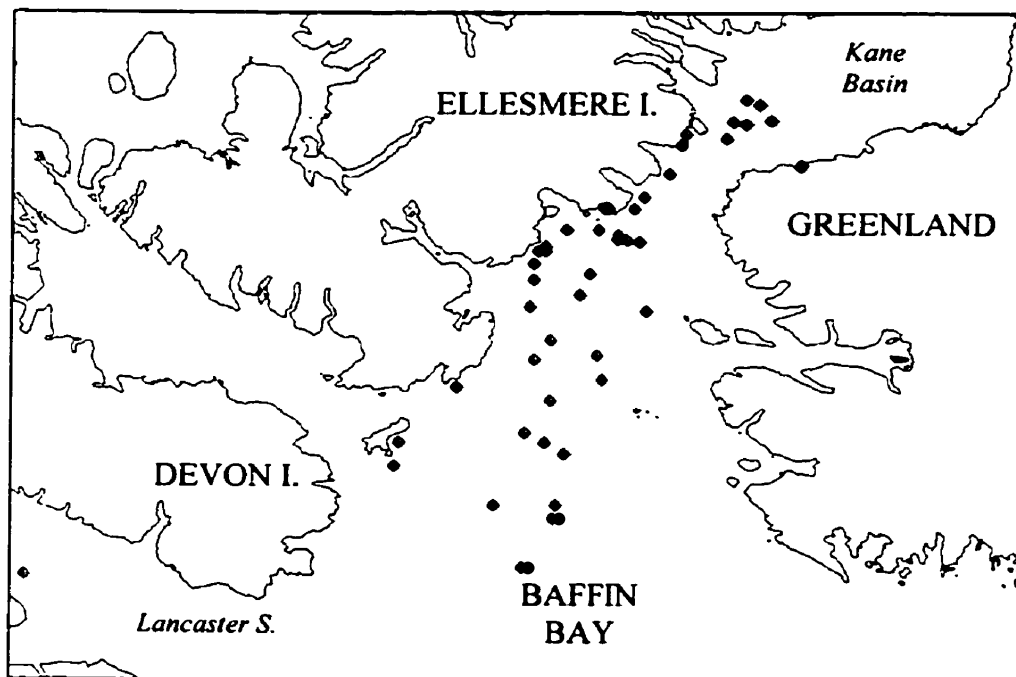 Kane
Basin
ELLESMERE I.
GREENLAND
DEVON I.
Lancaster S.
BAFFIN
BAY